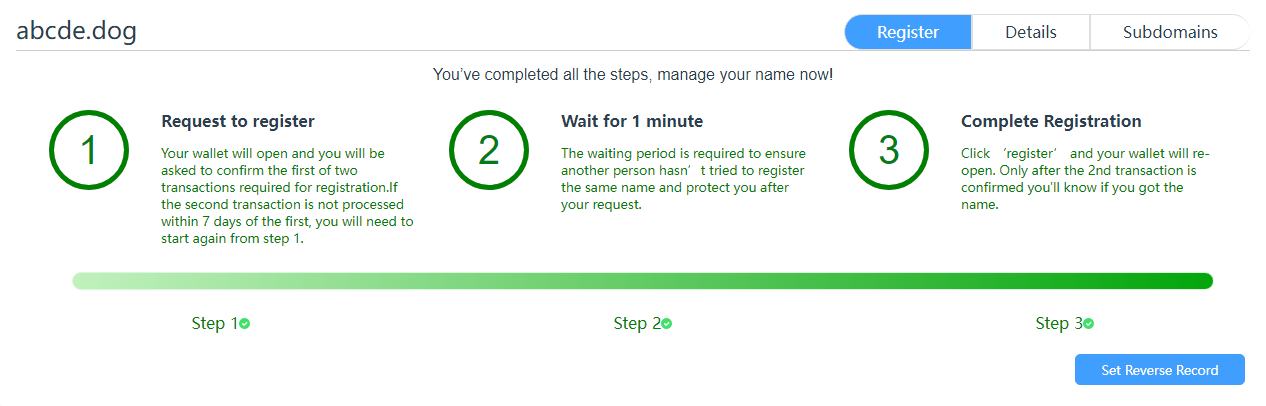 abcde.dog
Register
Details
Subdomains
You've completed all the steps, manage your name now!
1
Request to register
Your wallet will open and you will be
asked to confirm the first of two
transactions required for registration.If
the second transaction is not processed
within 7 days of the first, you will need to
start again from step 1.
2
Wait for 1 minute
The waiting period is required to ensure
another person hasn’t tried to register
the same name and protect you after
your request.
3
Complete Registration
Click ‘register’ and your wallet will re-
open. Only after the 2nd transaction is
confirmed you'll know if you got the
name.
Step 1
Step 2
Step 3
Set Reverse Record